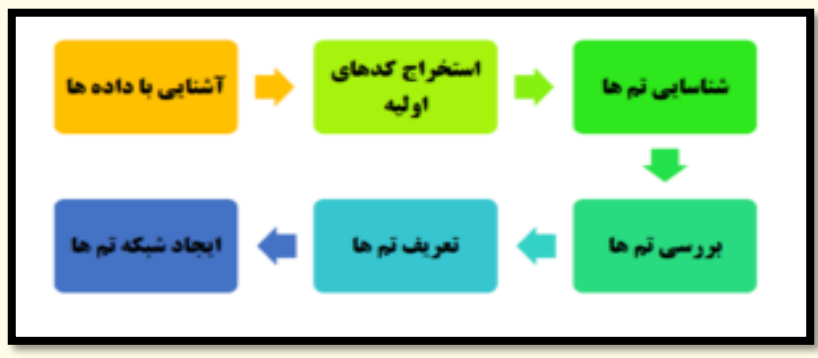 آشنایی با داده ها
استخراج کدهای
اولیه
شناسایی تم ها
بررسی تم ها
تعریف تم ها
ایجاد شبکه تم ها